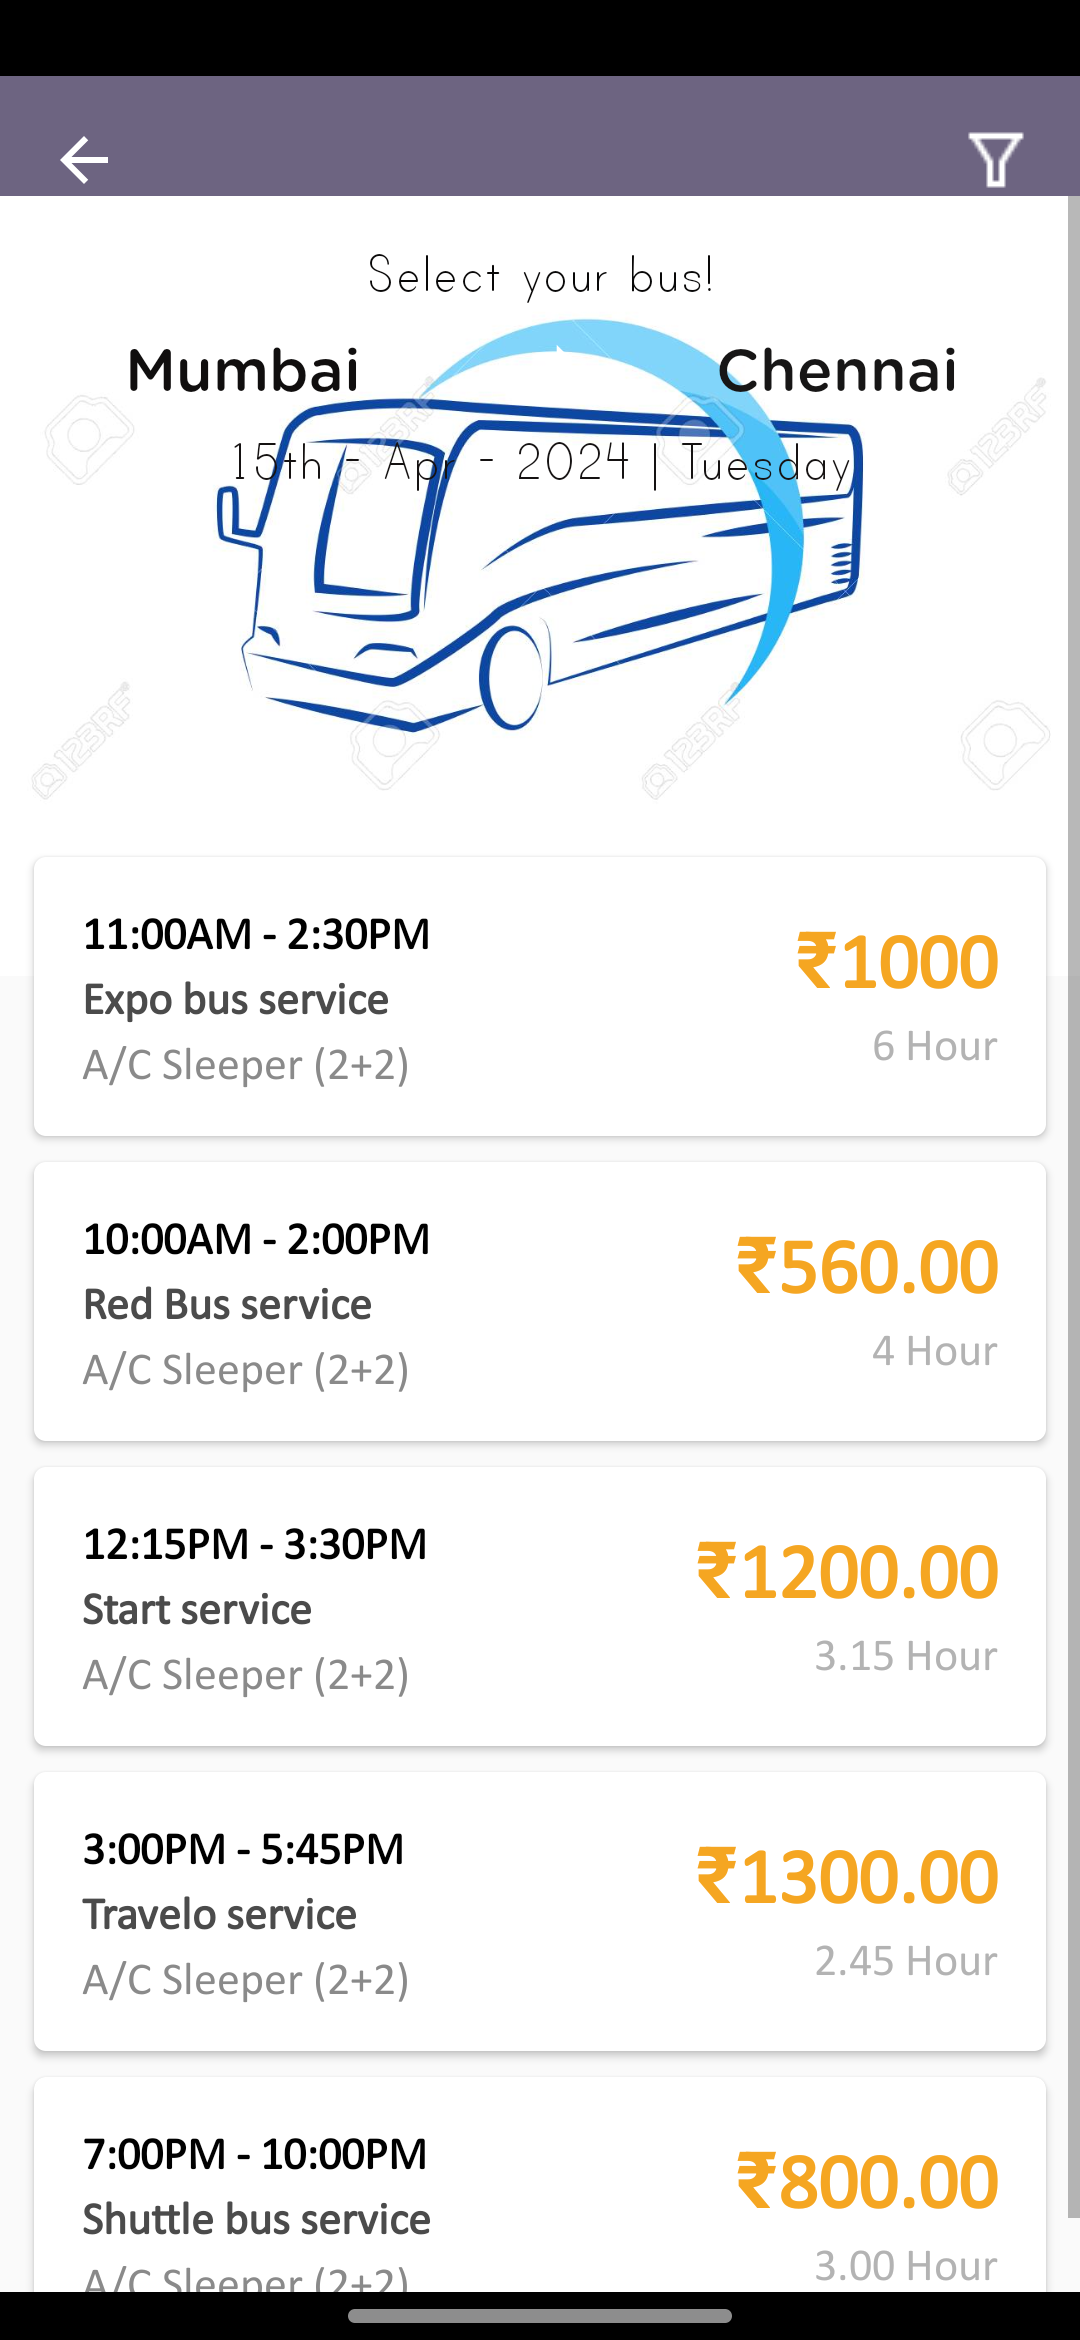 Select your bus!
Mumbai Chennai
15th - Apr - 2024 | Tuesday
@123RF
@123RF
@123RF
@123RF
11:00AM - 2:30PM
₹1000
Expo bus service
6 Hour
A/C Sleeper (2+2)
10:00AM - 2:00PM
₹560.00
Red Bus service
4 Hour
A/C Sleeper (2+2)
12:15PM - 3:30PM
₹1200.00
Start service
3.15 Hour
A/C Sleeper (2+2)
3:00PM - 5:45PM
₹1300.00
Travelo service
2.45 Hour
A/C Sleeper (2+2)
7:00PM - 10:00PM
₹800.00
Shuttle bus service
3.00 Hour
A/C Sleeper (2+2)